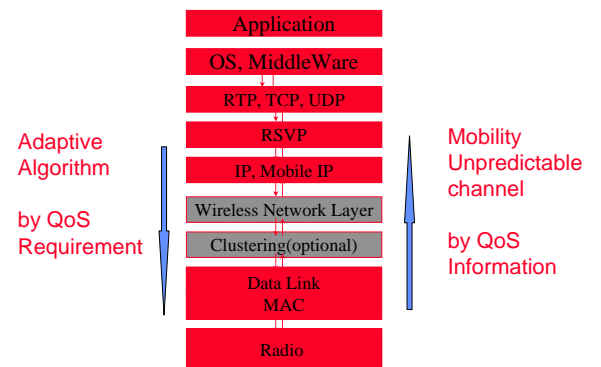 Application
OS, MiddleWare
RTP, TCP, UDP
RSVP
IP, Mobile IP
Wireless Network Layer
Clustering(optional)
Data Link
MAC
Radio
Adaptive
Algorithm
by QoS
Requirement
Mobility
Unpredictable
channel
by QoS
Information